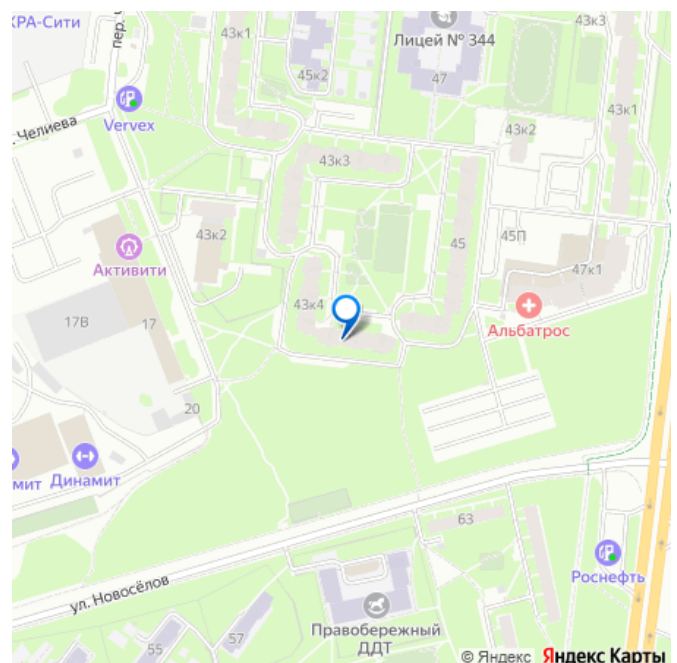 КРА-Сити
пер. Ч
43к1
45к2
Лицей № 344
47
43к3
43к1
43к2
Vervex
. Челиева
43к3
43к2
45
45П
47к1
Активити
43к4
Альбатрос
17В
17
20
Динамит
мит
63
Роснефть
ул. Новосёлов
Правобережный
ДДТ
55
57
© Яндекс Яндекс Карты